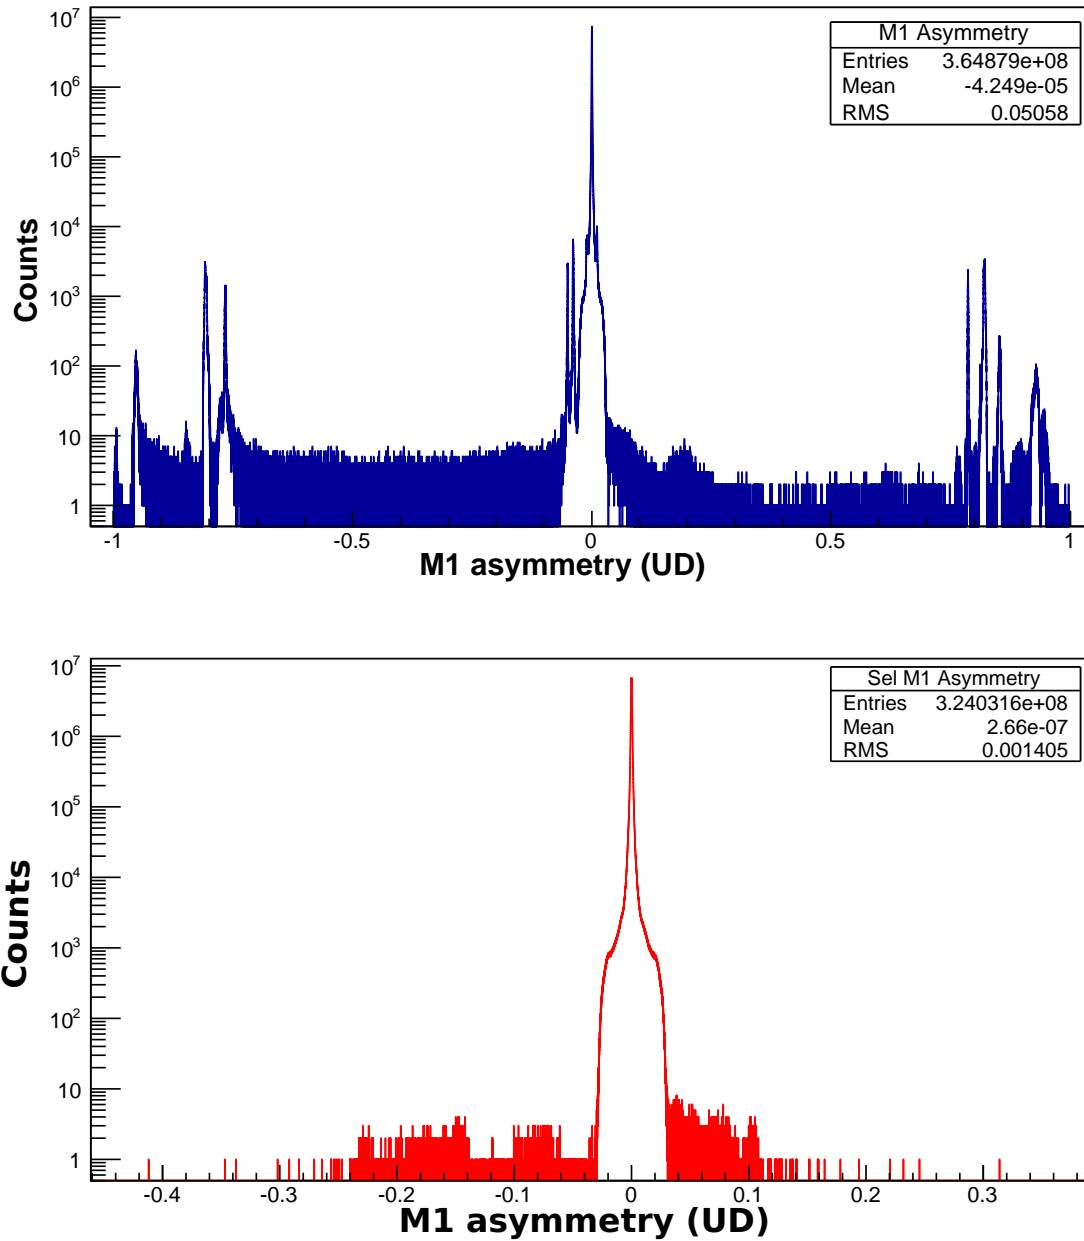 M1 Asymmetry
Entries 3.64879e+08
Mean -4.249e-05
RMS 0.05058
Counts
10^7
10^6
10^5
10^4
10^3
10^2
10
1
-1 -0.5 0 0.5 1
M1 asymmetry (UD)
Sel M1 Asymmetry
Entries 3.240316e+08
Mean 2.66e-07
RMS 0.001405
Counts
10^7
10^6
10^5
10^4
10^3
10^2
10
1
-0.4 -0.3 -0.2 -0.1 0 0.1 0.2 0.3
M1 asymmetry (UD)